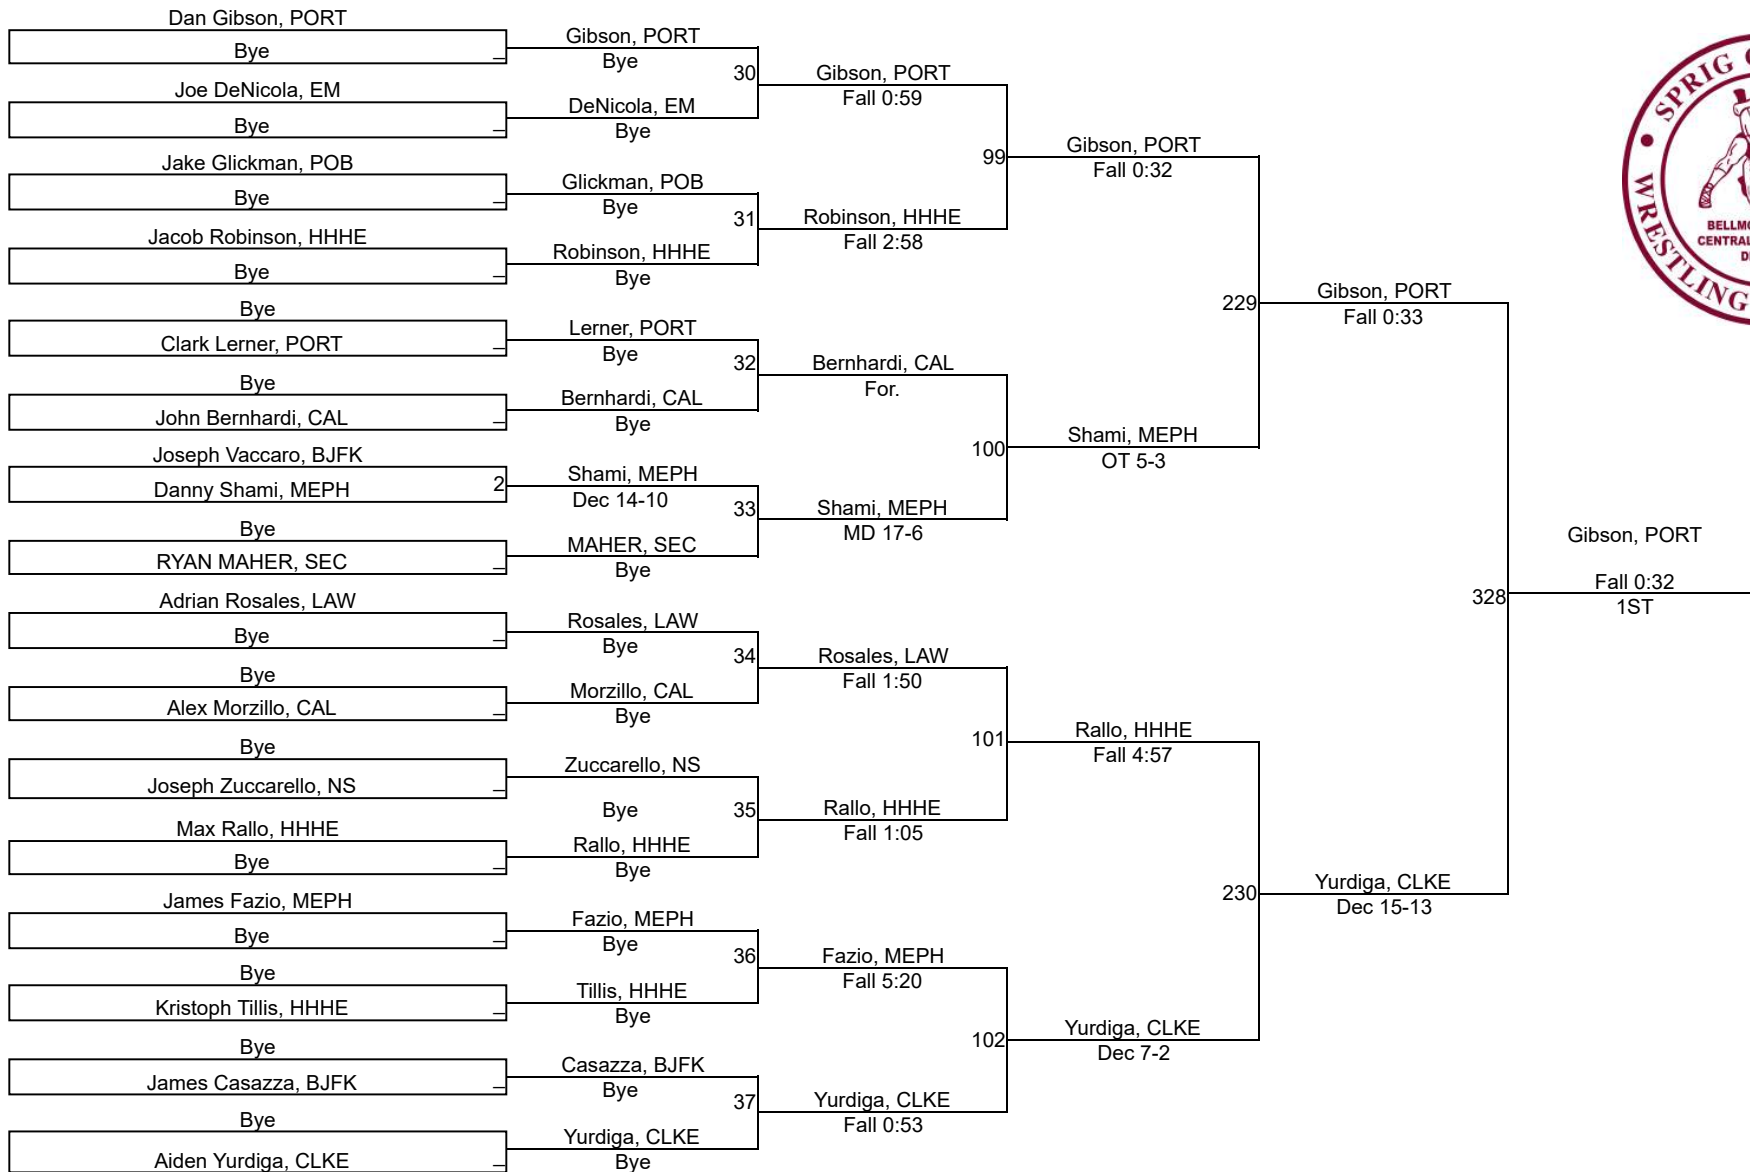 Dan Gibson, PORT
Bye
Joe DeNicola, EM
Bye
Jake Glickman, POB
Bye
Jacob Robinson, HHHE
Bye
Bye
Clark Lerner, PORT
Bye
John Bernhardi, CAL
Joseph Vaccaro, BJFK
Danny Shami, MEPH
2
Bye
RYAN MAHER, SEC
Adrian Rosales, LAW
Bye
Bye
Alex Morzillo, CAL
Bye
Joseph Zuccarello, NS
Max Rallo, HHHE
Bye
James Fazio, MEPH
Bye
Bye
Kristoph Tillis, HHHE
Bye
James Casazza, BJFK
Bye
Aiden Yurdiga, CLKE
Gibson, PORT
Bye
30
DeNicola, EM
Bye
Glickman, POB
Bye
31
Robinson, HHHE
Bye
Lerner, PORT
Bye
32
Bernhardi, CAL
Bye
Shami, MEPH
Dec 14-10
33
MAHER, SEC
Bye
Rosales, LAW
Bye
34
Morzillo, CAL
Bye
Zuccarello, NS
Bye
35
Rallo, HHHE
Bye
Fazio, MEPH
Bye
36
Tillis, HHHE
Bye
Casazza, BJFK
Bye
37
Yurdiga, CLKE
Bye
Gibson, PORT
Fall 0:59
99
Robinson, HHHE
Fall 2:58
Bernhardi, CAL
For.
100
Shami, MEPH
MD 17-6
Rosales, LAW
Fall 1:50
101
Rallo, HHHE
Fall 1:05
Fazio, MEPH
Fall 5:20
102
Yurdiga, CLKE
Fall 0:53
Gibson, PORT
Fall 0:32
229
Shami, MEPH
OT 5-3
Rallo, HHHE
Fall 4:57
230
Yurdiga, CLKE
Dec 7-2
Gibson, PORT
Fall 0:33
328
Yurdiga, CLKE
Dec 15-13
Gibson, PORT
Fall 0:32
1ST
SPRIG
WRESTLING
CENTRAL